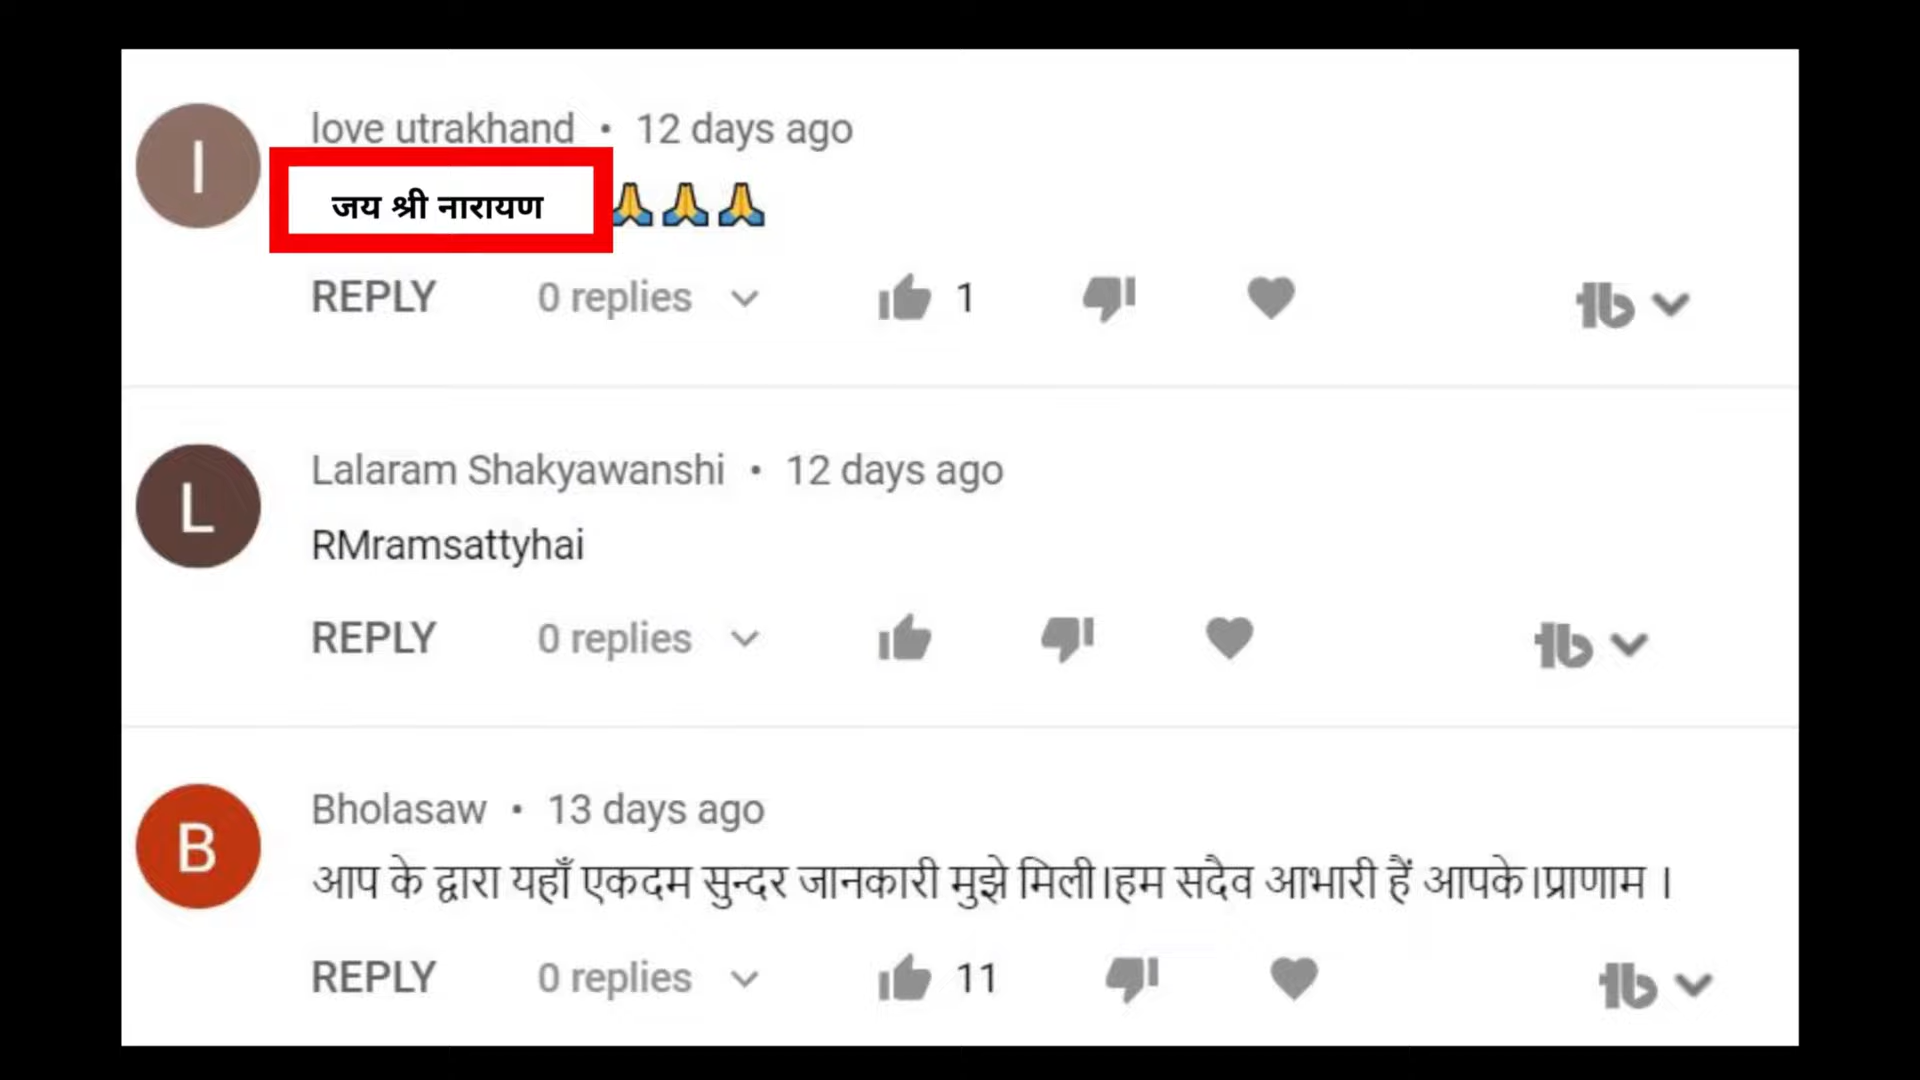 I
love utrakhand • 12 days ago
जय श्री नारायण 🙏🙏🙏
REPLY 0 replies 1
L
Lalaram Shakyawanshi • 12 days ago
RMramsattyhai
REPLY 0 replies
B
Bholasaw • 13 days ago
आप के द्वारा यहाँ एकदम सुन्दर जानकारी मुझे मिली।हम सदैव आभारी हैं आपके।प्राणाम ।
REPLY 0 replies 11